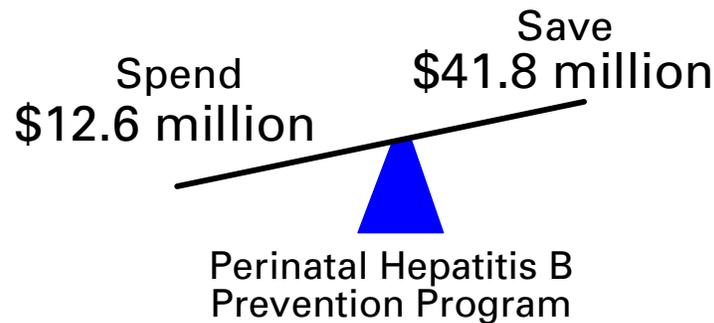 Save
$41.8 million
Spend
$12.6 million
Perinatal Hepatitis B
Prevention Program